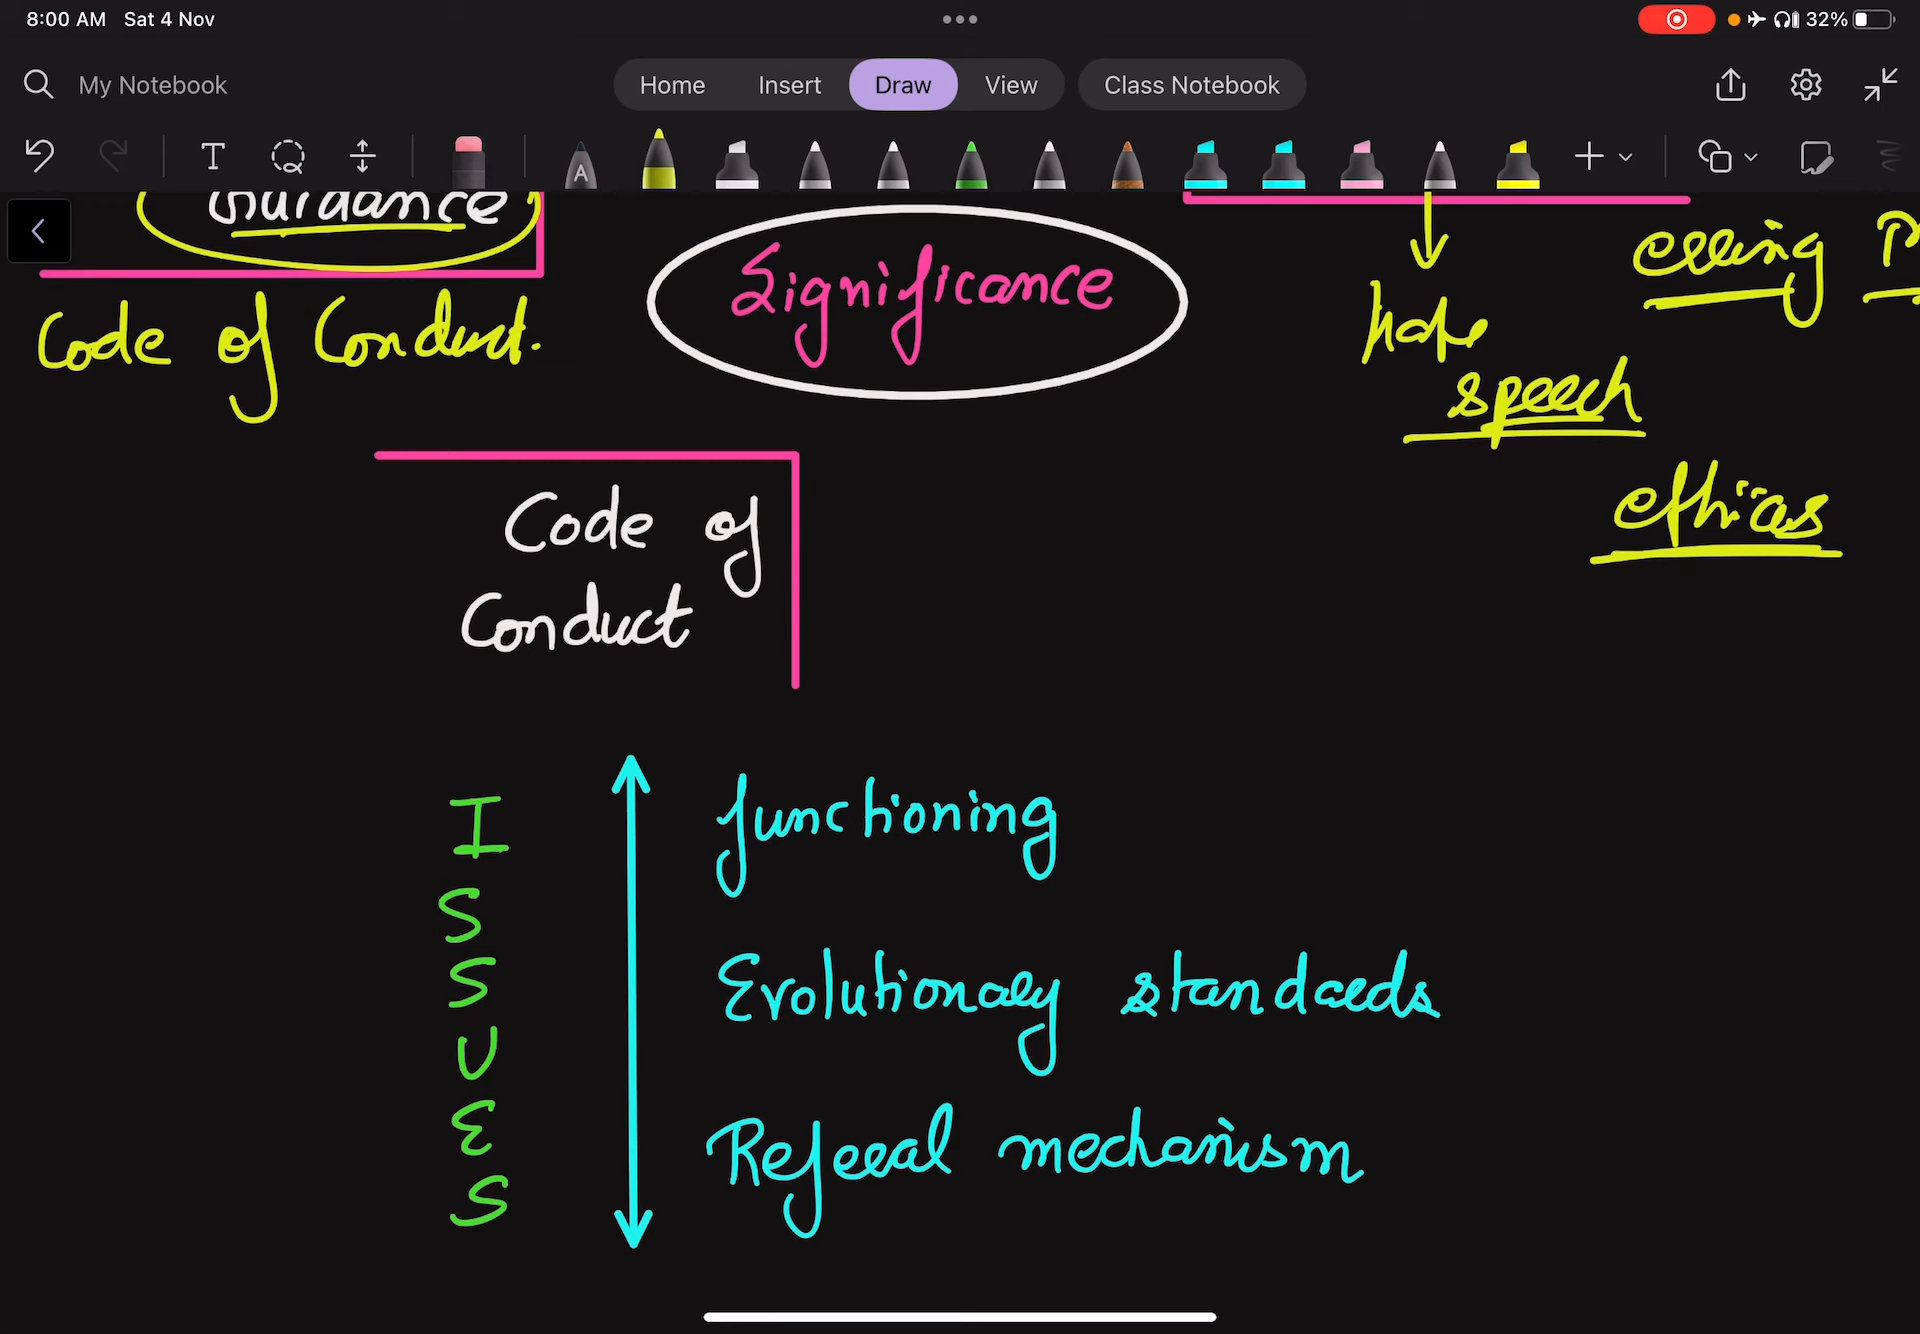 8:00 AM Sat 4 Nov
32%
My Notebook
Home Insert Draw View Class Notebook
T
A
Guidance
Code of Conduct.
Significance
hate
speech
ethics
Code of
Conduct
I
S
S
U
E
S
functioning
Evolutionary standards
Referral mechanism